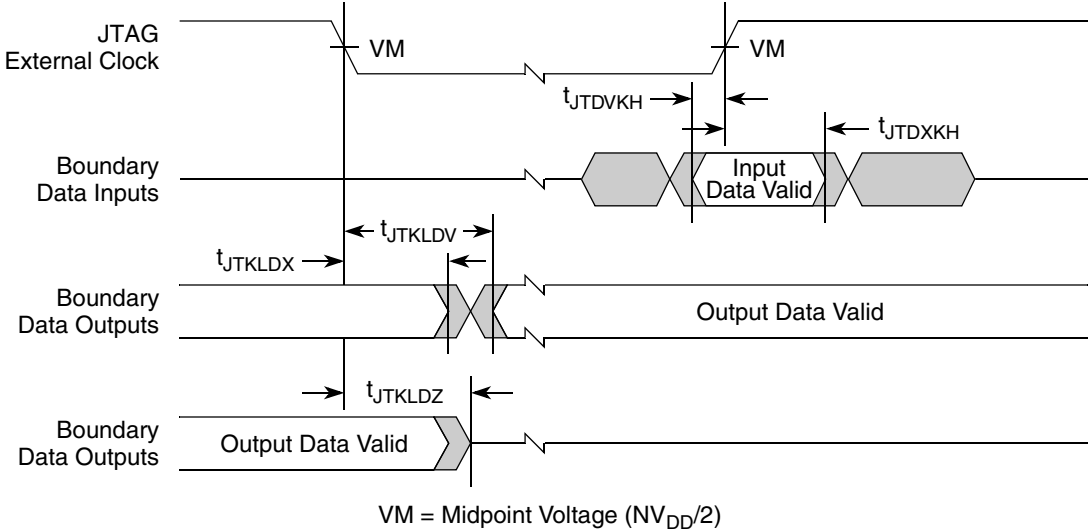 JTAG
External Clock
VM
VM
tJTDVKH
tJTDXKH
Boundary
Data Inputs
Input
Data Valid
tJTKLDV
tJTKLDX
Boundary
Data Outputs
Output Data Valid
tJTKLDZ
Boundary
Data Outputs
Output Data Valid
VM = Midpoint Voltage (NVDD/2)